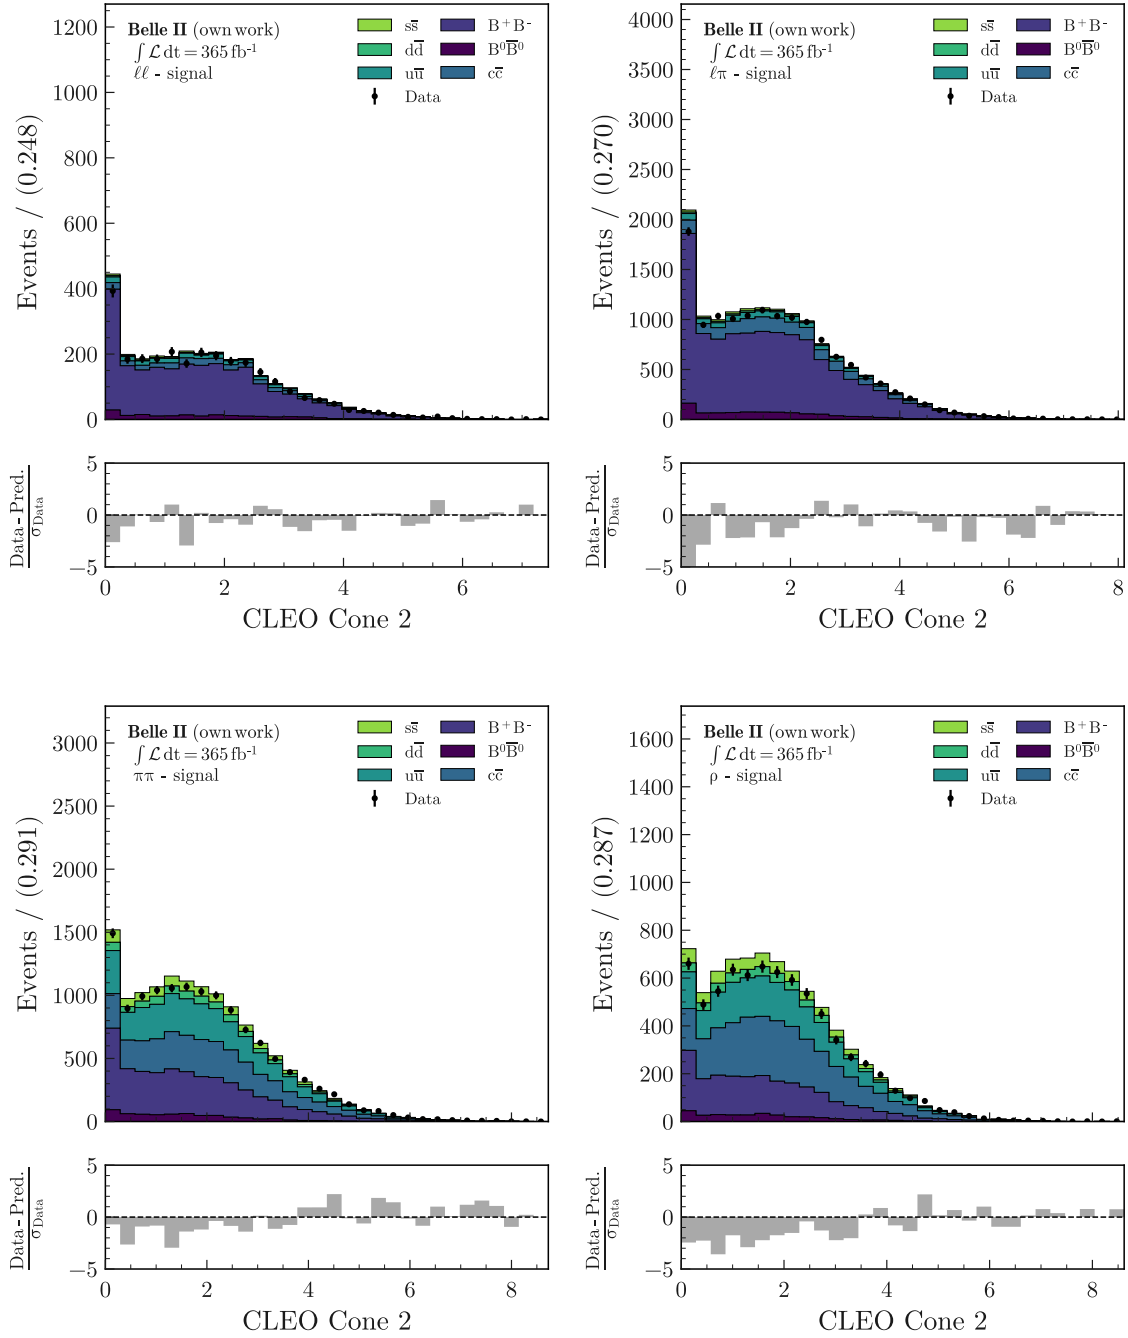 Belle II (own work)
∫ℒdt = 365 fb⁻¹
ℓℓ - signal
ss̅
dd̅
uu̅
B⁺B⁻
B⁰B̅⁰
cc̅
Data
Events / (0.248)
0
200
400
600
800
1000
1200
Data - Pred.
σData
5
0
−5
0
2
4
6
CLEO Cone 2
Belle II (own work)
∫ℒdt = 365 fb⁻¹
ℓπ - signal
ss̅
dd̅
uu̅
B⁺B⁻
B⁰B̅⁰
cc̅
Data
Events / (0.270)
0
500
1000
1500
2000
2500
3000
3500
4000
Data - Pred.
σData
5
0
−5
0
2
4
6
8
CLEO Cone 2
Belle II (own work)
∫ℒdt = 365 fb⁻¹
ππ - signal
ss̅
dd̅
uu̅
B⁺B⁻
B⁰B̅⁰
cc̅
Data
Events / (0.291)
0
500
1000
1500
2000
2500
3000
Data - Pred.
σData
5
0
−5
0
2
4
6
8
CLEO Cone 2
Belle II (own work)
∫ℒdt = 365 fb⁻¹
ρ - signal
ss̅
dd̅
uu̅
B⁺B⁻
B⁰B̅⁰
cc̅
Data
Events / (0.287)
0
200
400
600
800
1000
1200
1400
1600
Data - Pred.
σData
5
0
−5
0
2
4
6
8
CLEO Cone 2